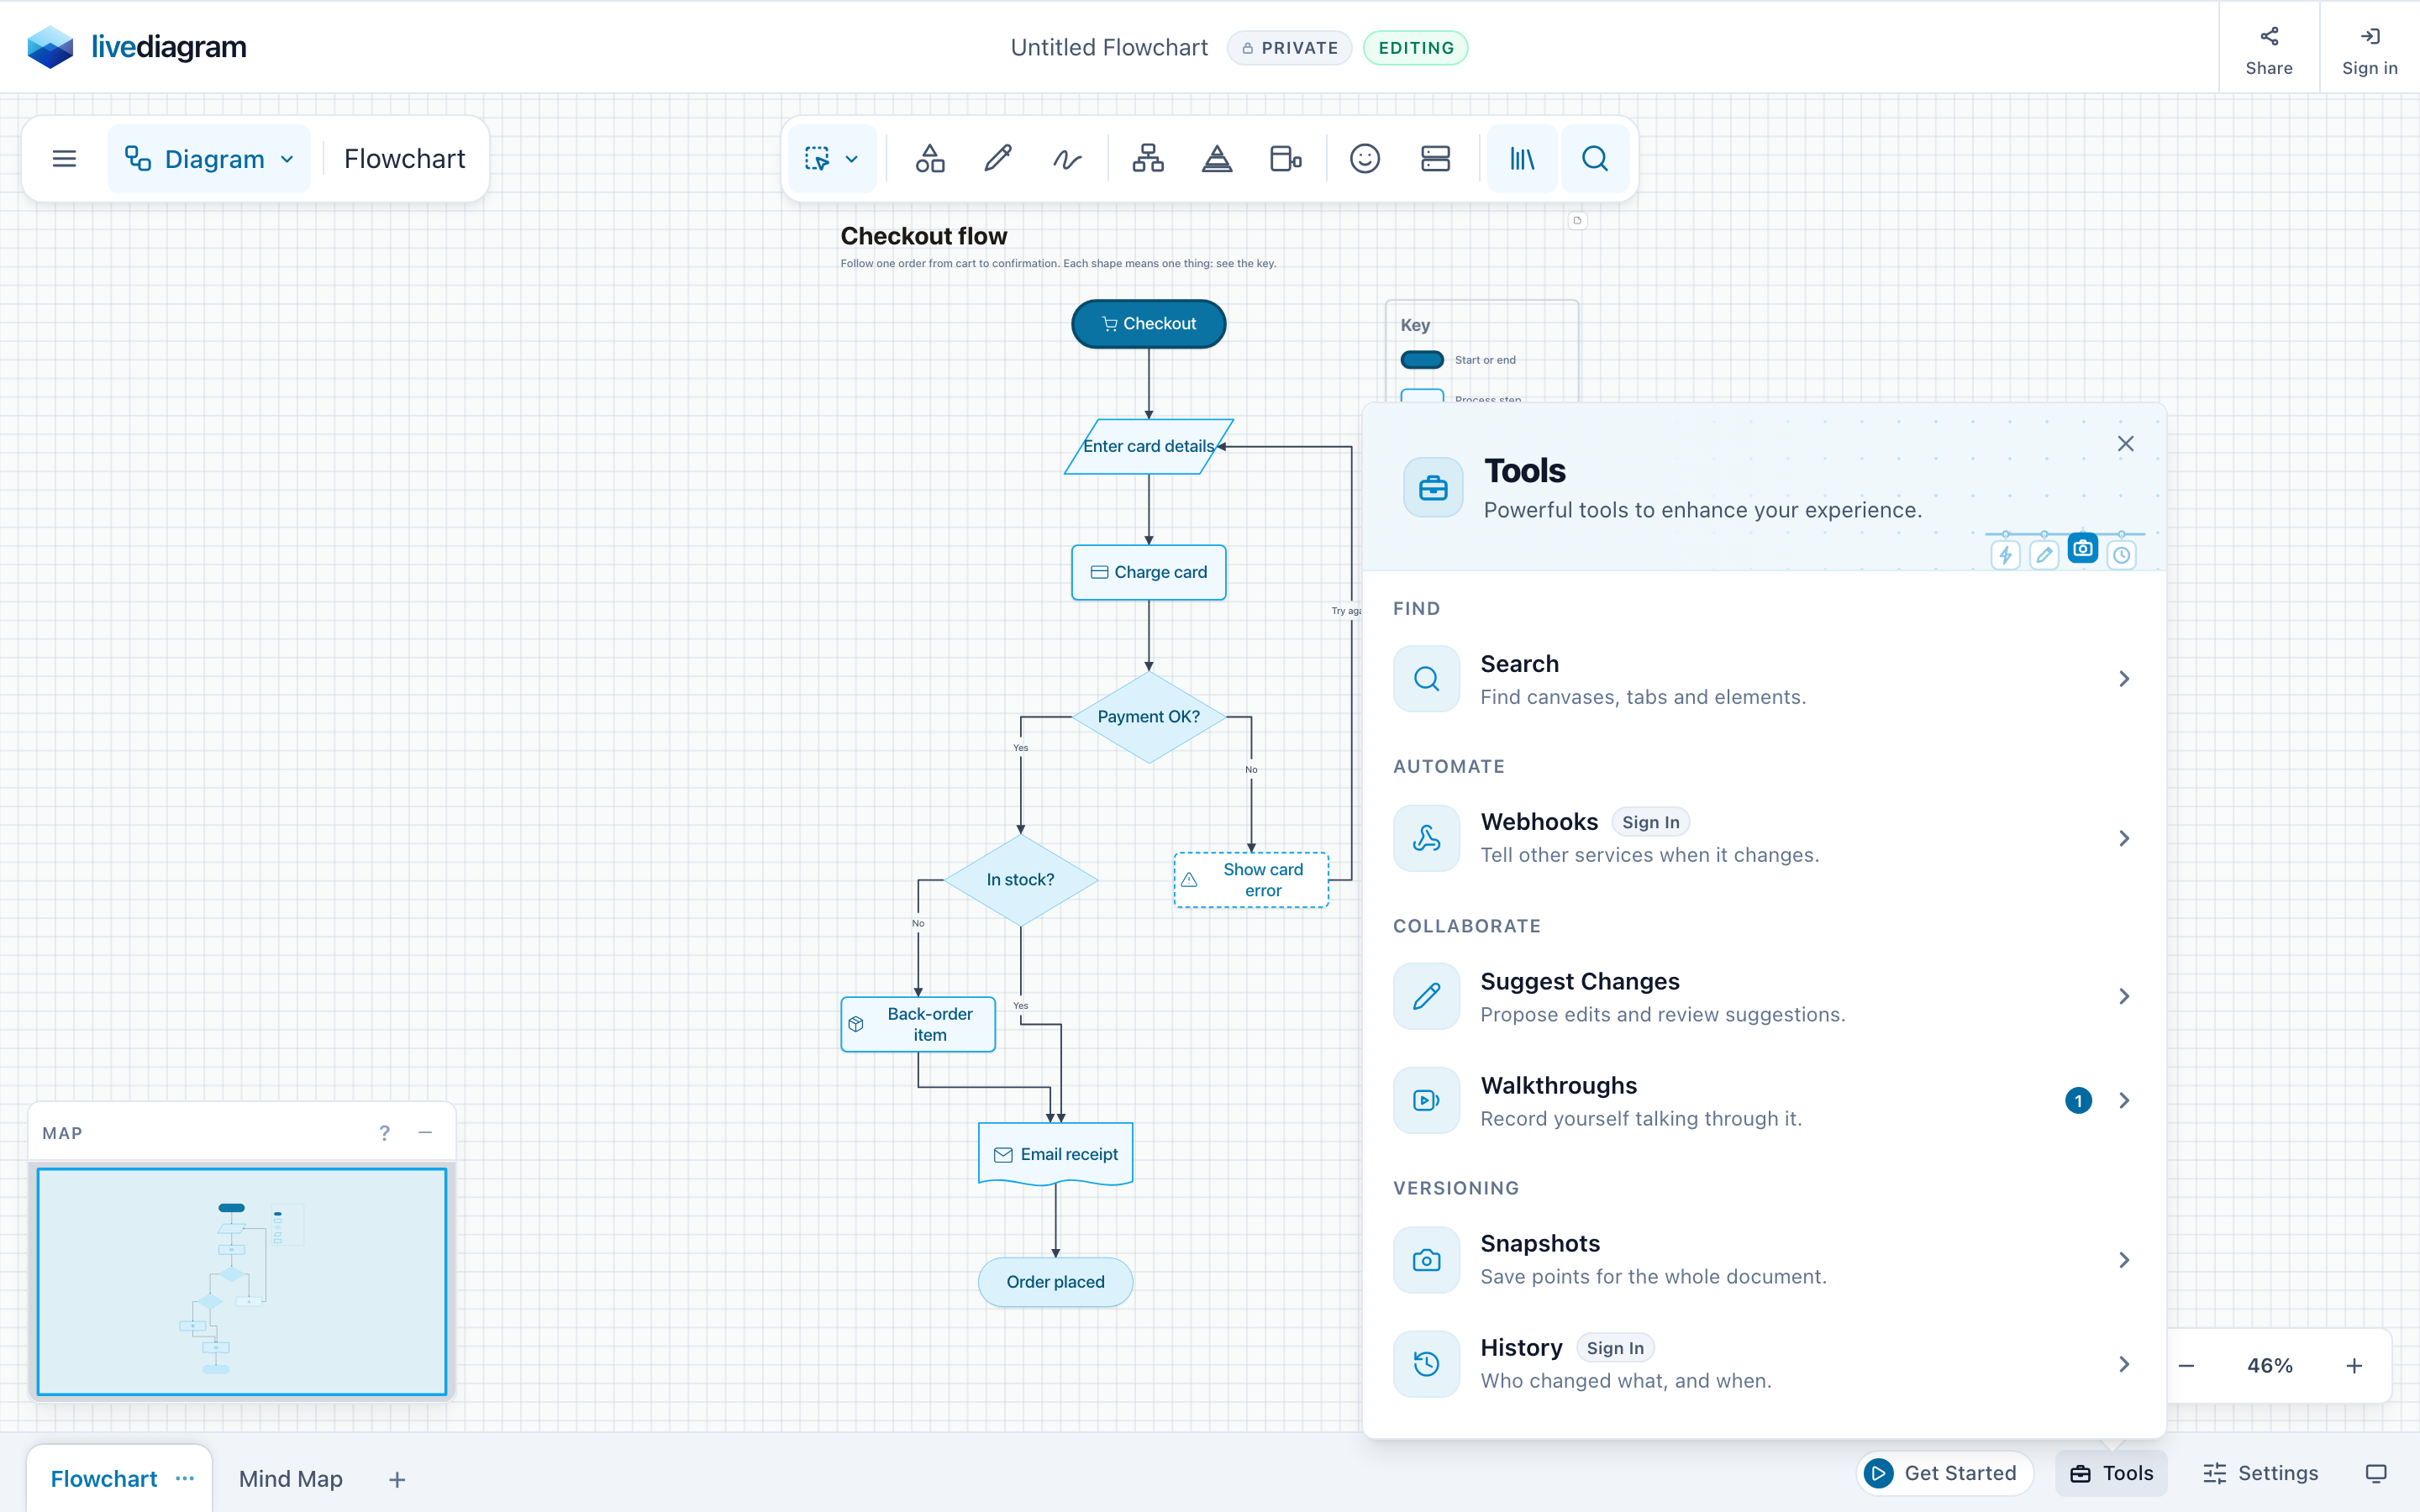 livediagram
Untitled Flowchart
PRIVATE
EDITING
Share
Sign in
Diagram
Flowchart
Checkout flow
Follow one order from cart to confirmation. Each shape means one thing: see the key.
Checkout
Key
Start or end
Process step
Enter card details
Charge card
Try aga
Payment OK?
Yes
No
In stock?
Show card
error
No
Yes
Back-order
item
Email receipt
Order placed
Tools
Powerful tools to enhance your experience.
FIND
Search
Find canvases, tabs and elements.
AUTOMATE
Webhooks
Sign In
Tell other services when it changes.
COLLABORATE
Suggest Changes
Propose edits and review suggestions.
Walkthroughs
Record yourself talking through it.
1
VERSIONING
Snapshots
Save points for the whole document.
History
Sign In
Who changed what, and when.
MAP
?
46%
Flowchart
Mind Map
Get Started
Tools
Settings